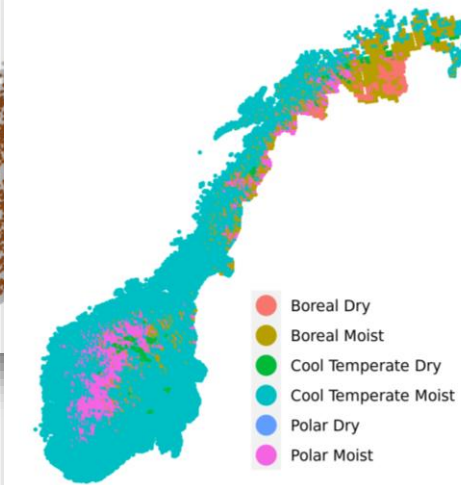 Boreal Dry
Boreal Moist
Cool Temperate Dry
Cool Temperate Moist
Polar Dry
Polar Moist